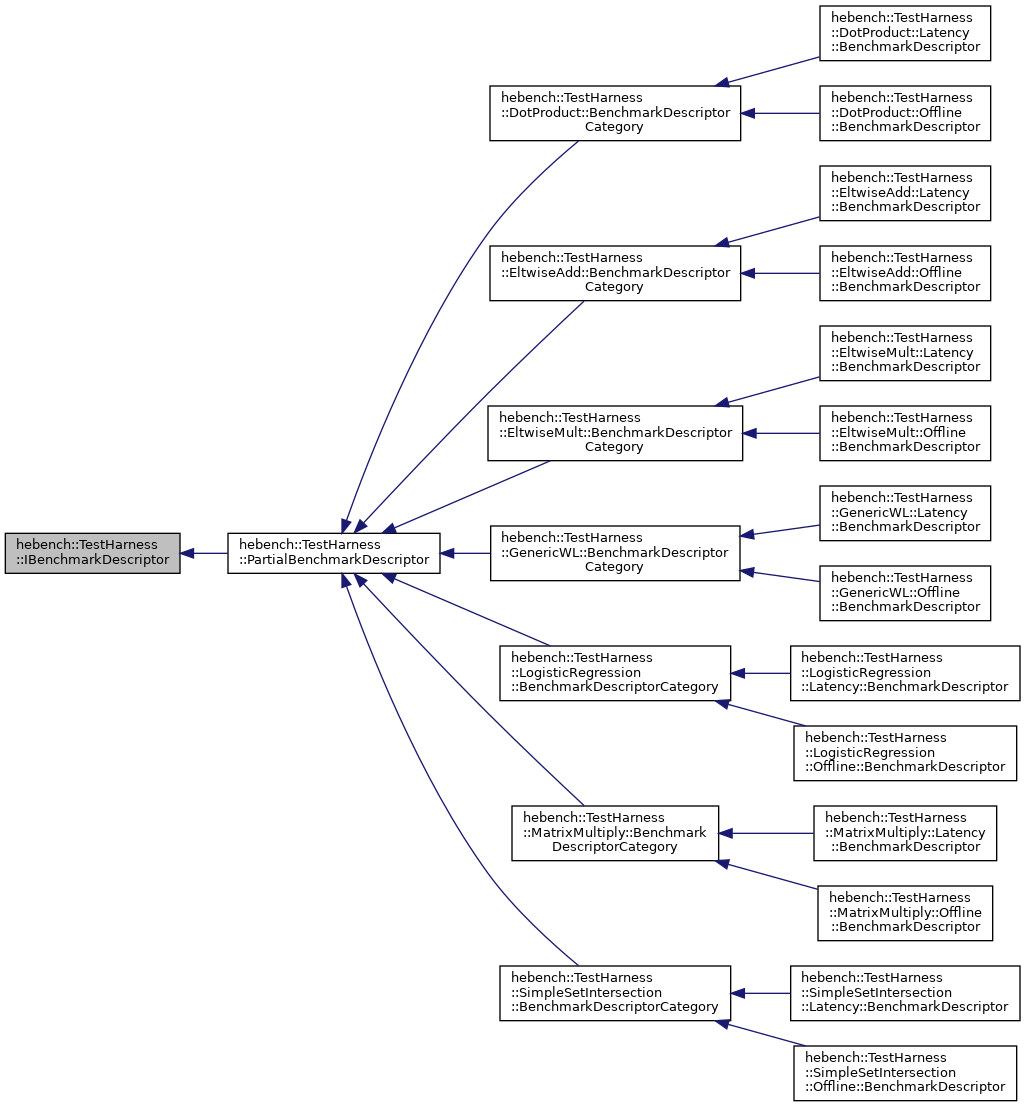 hebench::TestHarness
::DotProduct::Latency
::BenchmarkDescriptor
hebench::TestHarness
::DotProduct::BenchmarkDescriptor
Category
hebench::TestHarness
::DotProduct::Offline
::BenchmarkDescriptor
hebench::TestHarness
::EltwiseAdd::Latency
::BenchmarkDescriptor
hebench::TestHarness
::EltwiseAdd::BenchmarkDescriptor
Category
hebench::TestHarness
::EltwiseAdd::Offline
::BenchmarkDescriptor
hebench::TestHarness
::EltwiseMult::Latency
::BenchmarkDescriptor
hebench::TestHarness
::EltwiseMult::BenchmarkDescriptor
Category
hebench::TestHarness
::EltwiseMult::Offline
::BenchmarkDescriptor
hebench::TestHarness
::IBenchmarkDescriptor
hebench::TestHarness
::PartialBenchmarkDescriptor
hebench::TestHarness
::GenericWL::BenchmarkDescriptor
Category
hebench::TestHarness
::GenericWL::Latency
::BenchmarkDescriptor
hebench::TestHarness
::GenericWL::Offline
::BenchmarkDescriptor
hebench::TestHarness
::LogisticRegression
::BenchmarkDescriptorCategory
hebench::TestHarness
::LogisticRegression
::Latency::BenchmarkDescriptor
hebench::TestHarness
::LogisticRegression
::Offline::BenchmarkDescriptor
hebench::TestHarness
::MatrixMultiply::Benchmark
DescriptorCategory
hebench::TestHarness
::MatrixMultiply::Latency
::BenchmarkDescriptor
hebench::TestHarness
::MatrixMultiply::Offline
::BenchmarkDescriptor
hebench::TestHarness
::SimpleSetIntersection
::BenchmarkDescriptorCategory
hebench::TestHarness
::SimpleSetIntersection
::Latency::BenchmarkDescriptor
hebench::TestHarness
::SimpleSetIntersection
::Offline::BenchmarkDescriptor